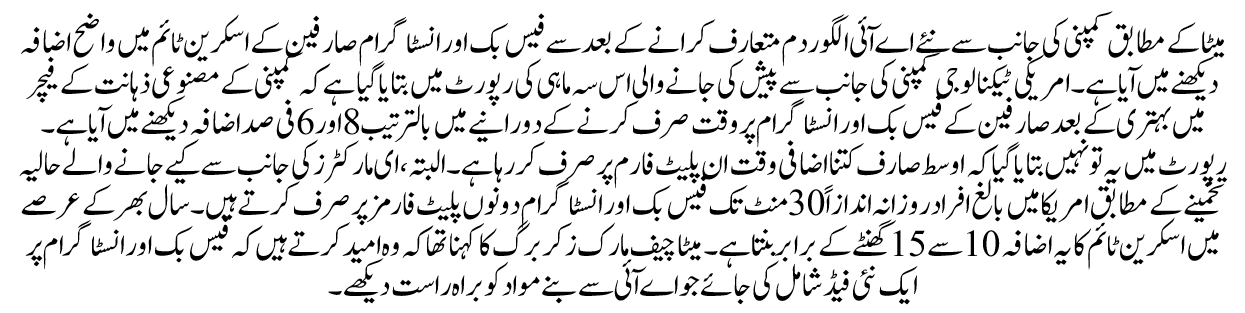 میٹا کے مطابق کمپنی کی جانب سے نئے اے آئی الگوردم متعارف کرانے کے بعد سے فیس بک اور انسٹا گرام صارفین کے اسکرین ٹائم میں واضح اضافہ
دیکھنے میں آیا ہے۔ امریکی ٹیکنالوجی کمپنی کی جانب سے پیش کی جانے والی اس سہ ماہی کی رپورٹ میں بتایا گیا ہے کہ کمپنی کے مصنوعی ذہانت کے فیچر
میں بہتری کے بعد صارفین کے فیس بک اور انسٹا گرام پر وقت صرف کرنے کے دورانیے میں بالترتیب 8 اور 6 فی صد اضافہ دیکھنے میں آیا ہے۔
رپورٹ میں یہ تو نہیں بتایا گیا کہ اوسط صارف کتنا اضافی وقت ان پلیٹ فارم پر صرف کر رہا ہے۔ البتہ، ای مارکٹرز کی جانب سے کیے جانے والے حالیہ
تخمینے کے مطابق امریکا میں بالغ افراد روزانہ اندازاً 30 منٹ تک فیس بک اور انسٹا گرام دونوں پلیٹ فارمز پر صرف کرتے ہیں۔ سال بھر کے عرصے
میں اسکرین ٹائم کا یہ اضافہ 10 سے 15 گھنٹے کے برابر بنتا ہے۔ میٹا چیف مارک زکر برگ کا کہنا تھا کہ وہ امید کرتے ہیں کہ فیس بک اور انسٹا گرام پر
ایک نئی فیڈ شامل کی جائے جو اے آئی سے بنے مواد کو براہ راست دیکھے۔